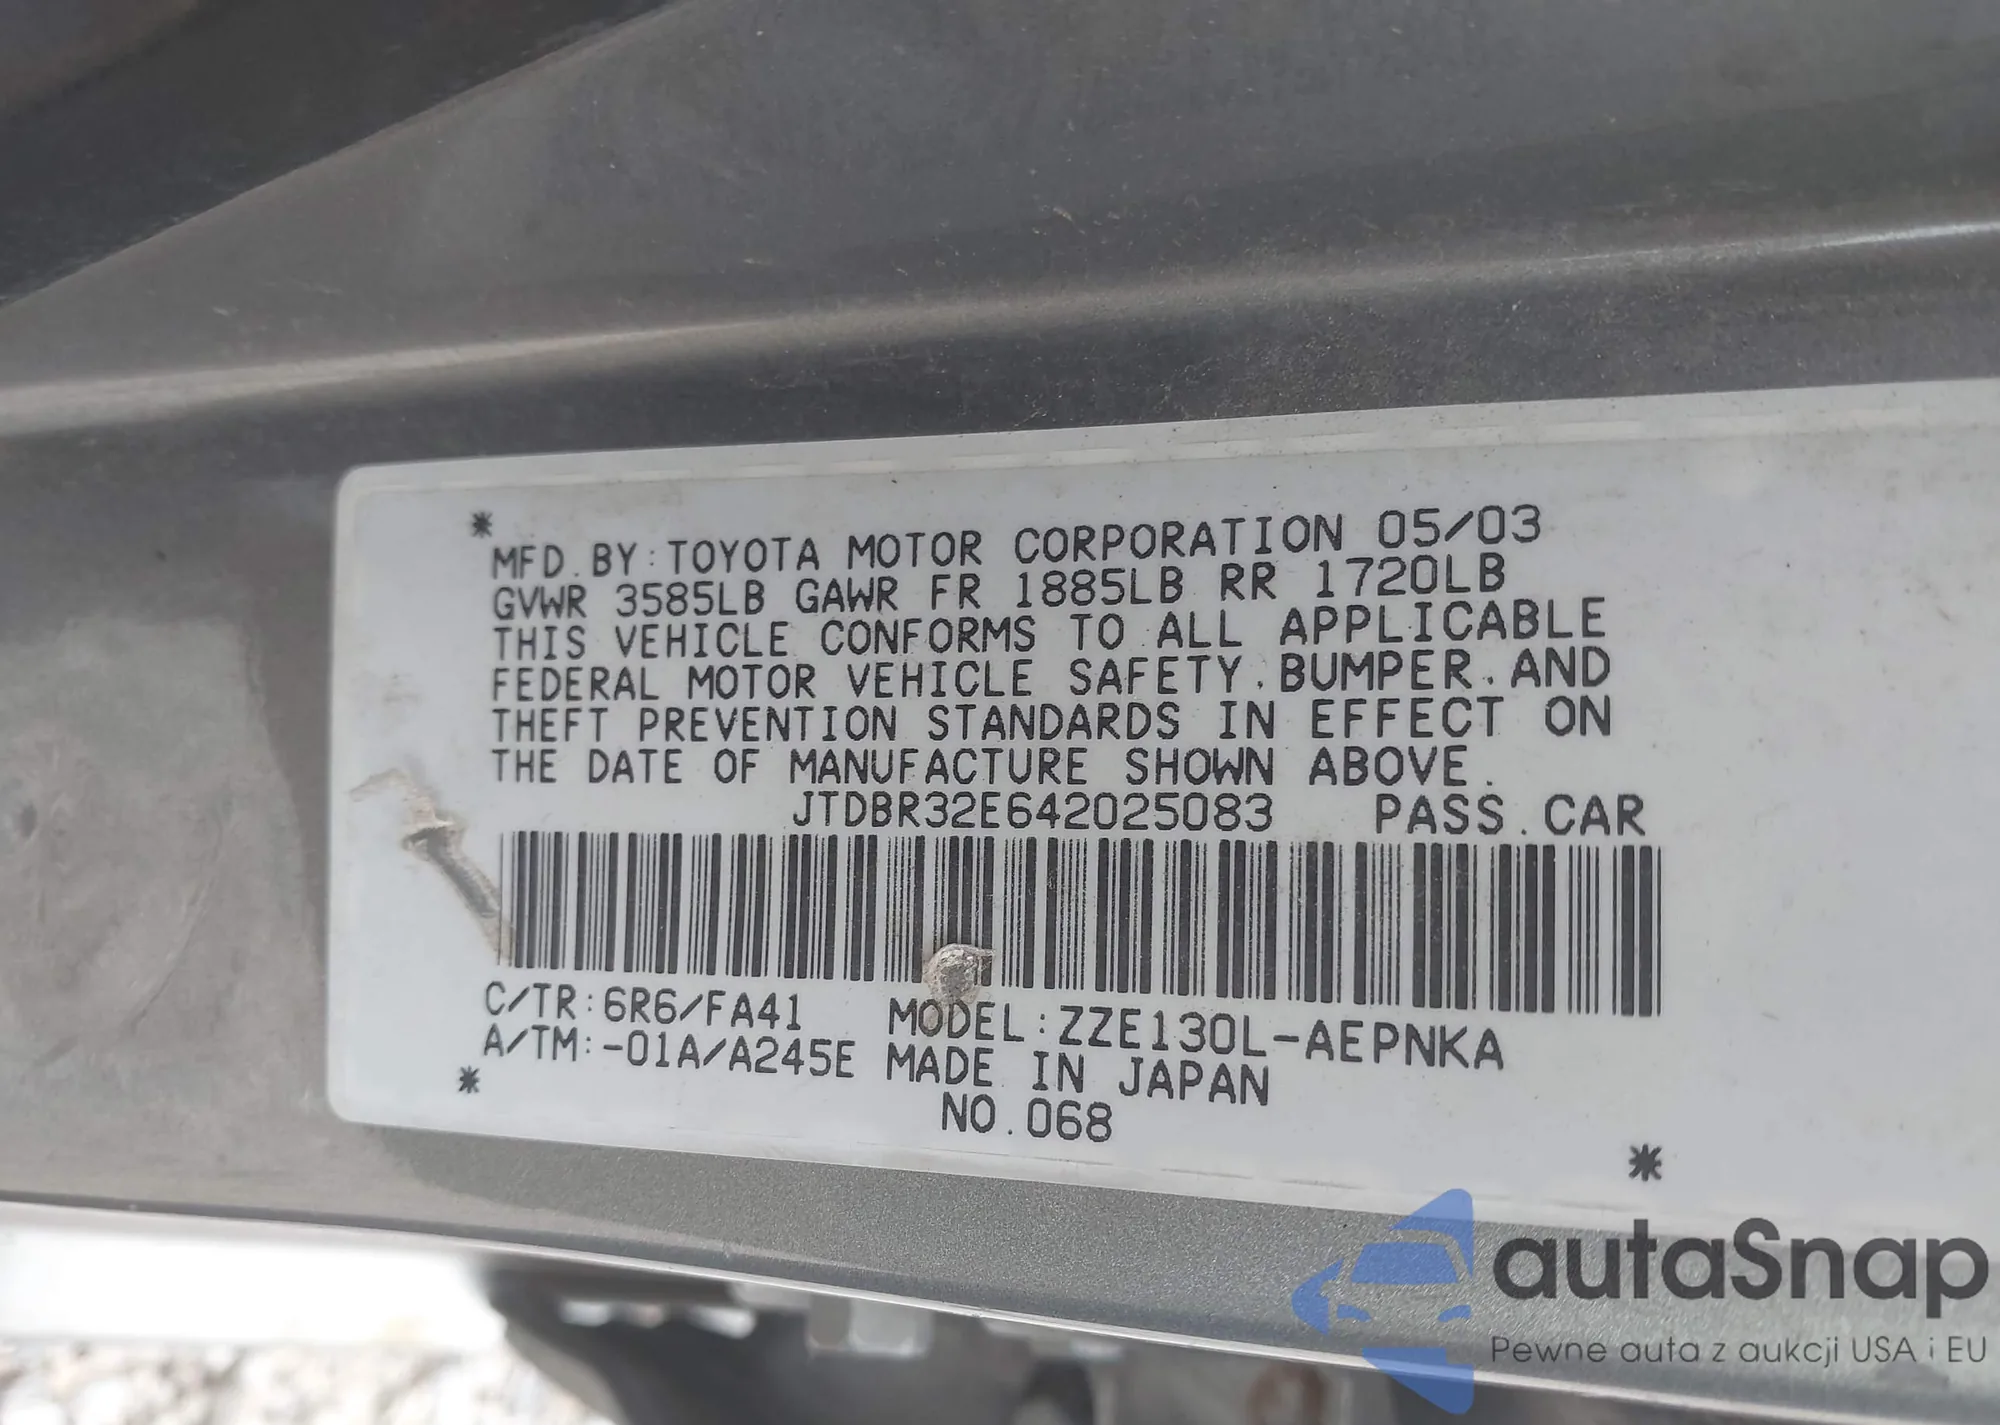 *
MFD.BY:TOYOTA MOTOR CORPORATION 05/03
GVWR 3585LB GAWR FR 1885LB RR 1720LB
THIS VEHICLE CONFORMS TO ALL APPLICABLE
FEDERAL MOTOR VEHICLE SAFETY, BUMPER, AND
THEFT PREVENTION STANDARDS IN EFFECT ON
THE DATE OF MANUFACTURE SHOWN ABOVE.
JTDBR32E642025083 PASS.CAR
C/TR:6R6/FA41 MODEL:ZZE130L-AEPNKA
A/TM:-01A/A245E MADE IN JAPAN
* NO.068
*
autaSnap
Pewne auta z aukcji USA i EU